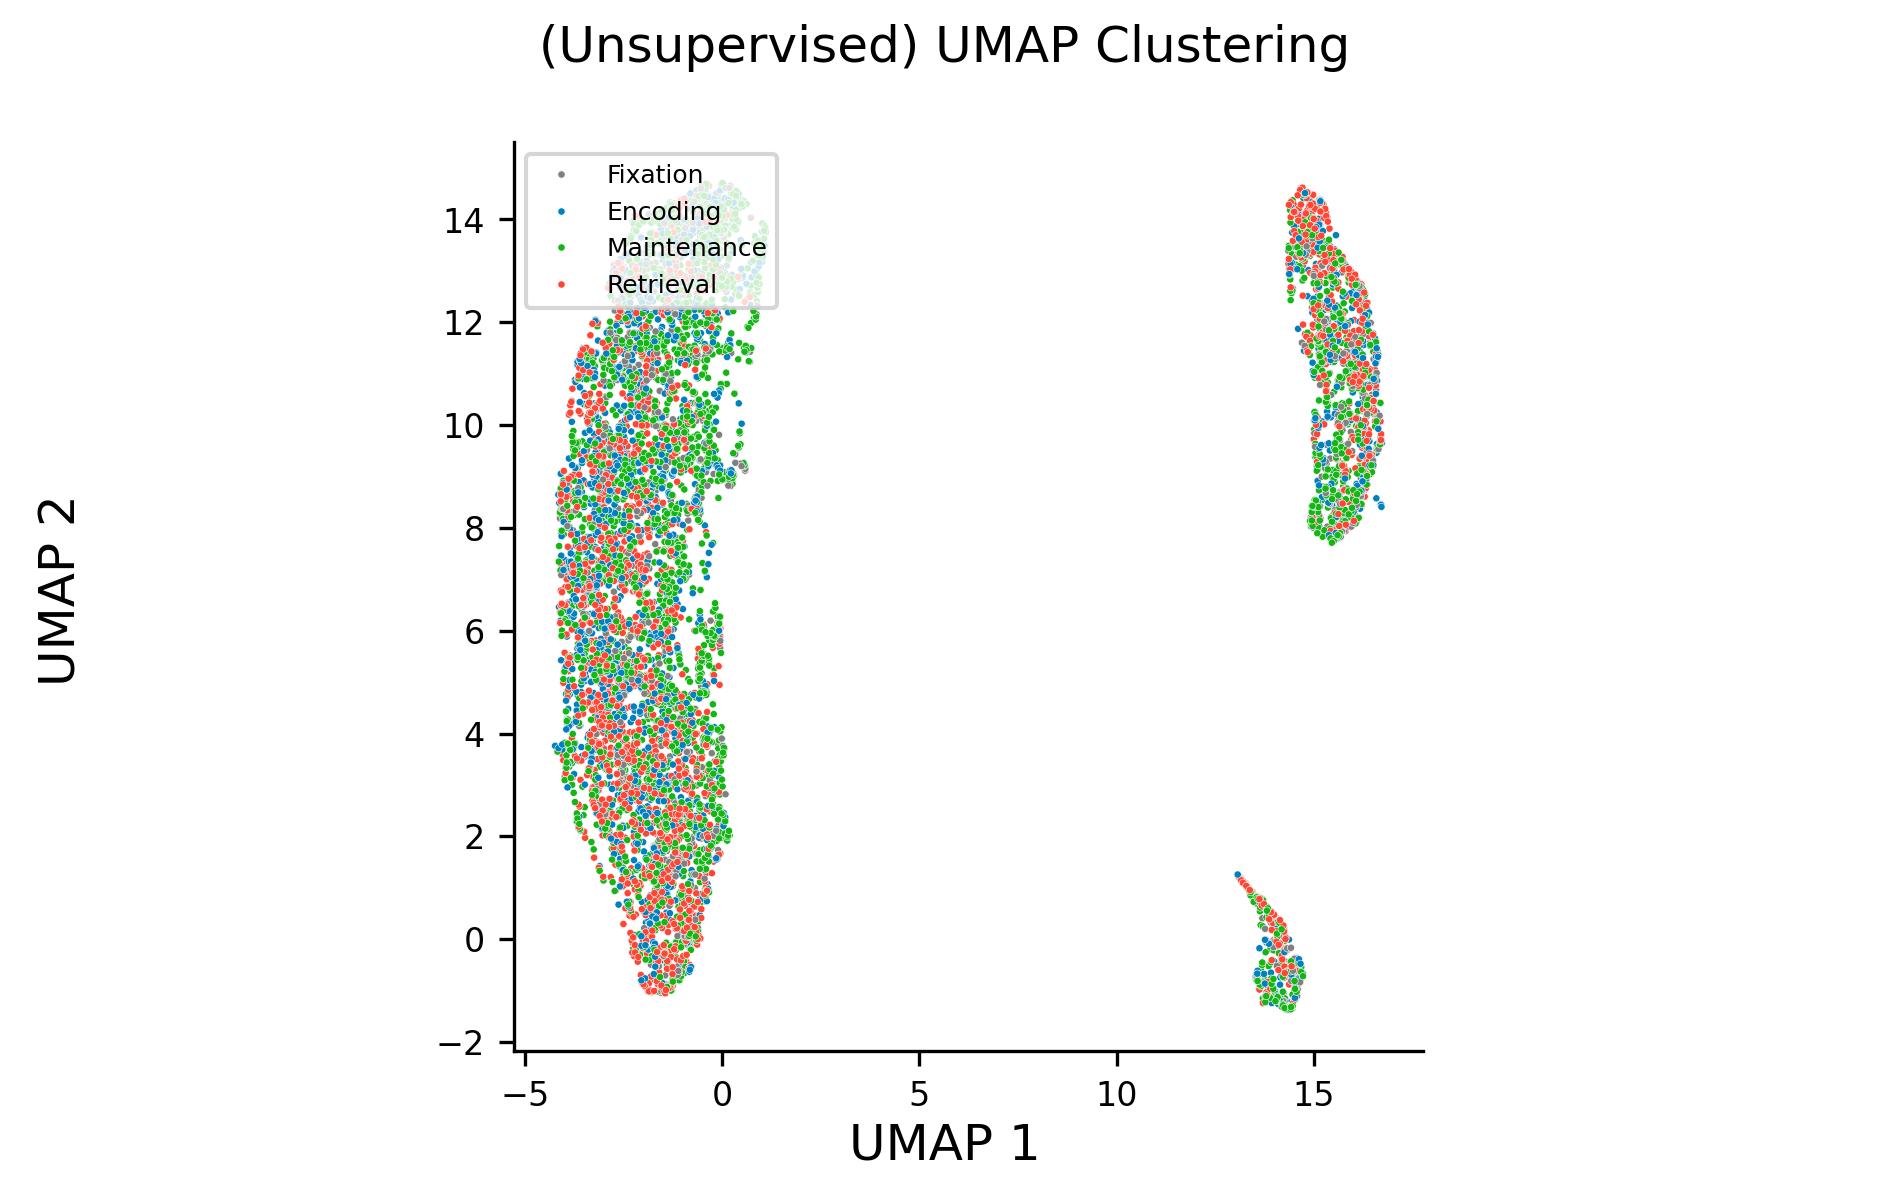 (Unsupervised) UMAP Clustering
Fixation
Encoding
Maintenance
Retrieval
14
12
10
8
6
4
2
0
−2
UMAP 2
−5
0
5
10
15
UMAP 1